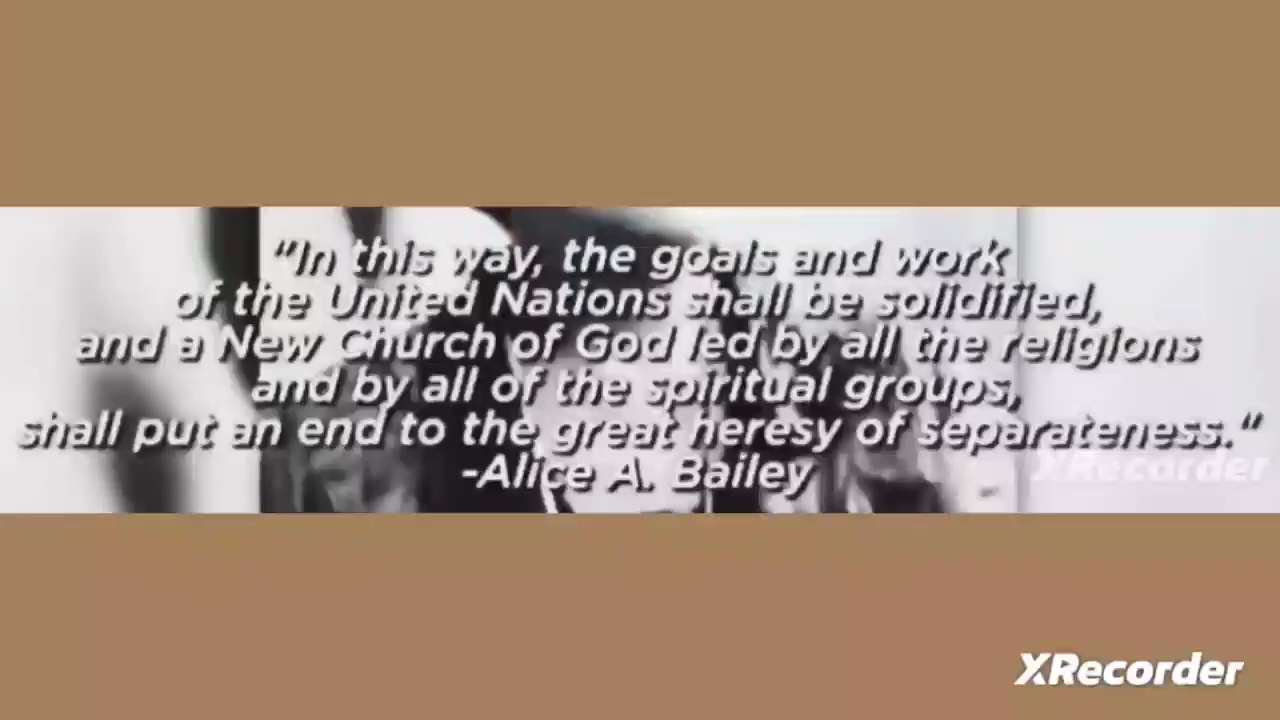 "In this way, the goals and work
of the United Nations shall be solidified,
and a New Church of God led by all the religions
and by all of the spiritual groups,
shall put an end to the great heresy of separateness."
-Alice A. Bailey
XRecorder
XRecorder